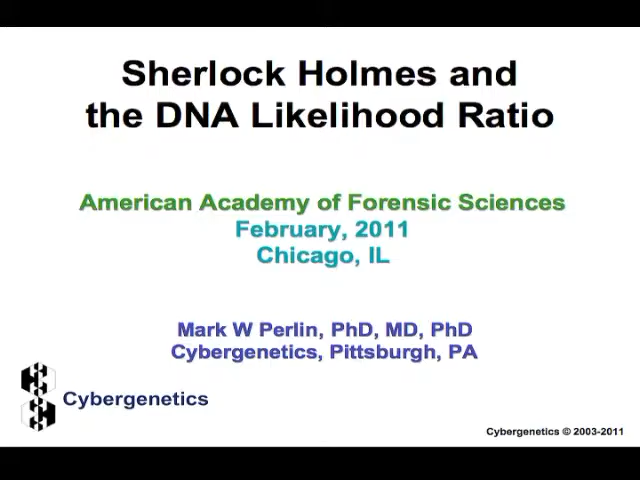 Sherlock Holmes and
the DNA Likelihood Ratio
American Academy of Forensic Sciences
February, 2011
Chicago, IL
Mark W Perlin, PhD, MD, PhD
Cybergenetics, Pittsburgh, PA
Cybergenetics
Cybergenetics © 2003-2011